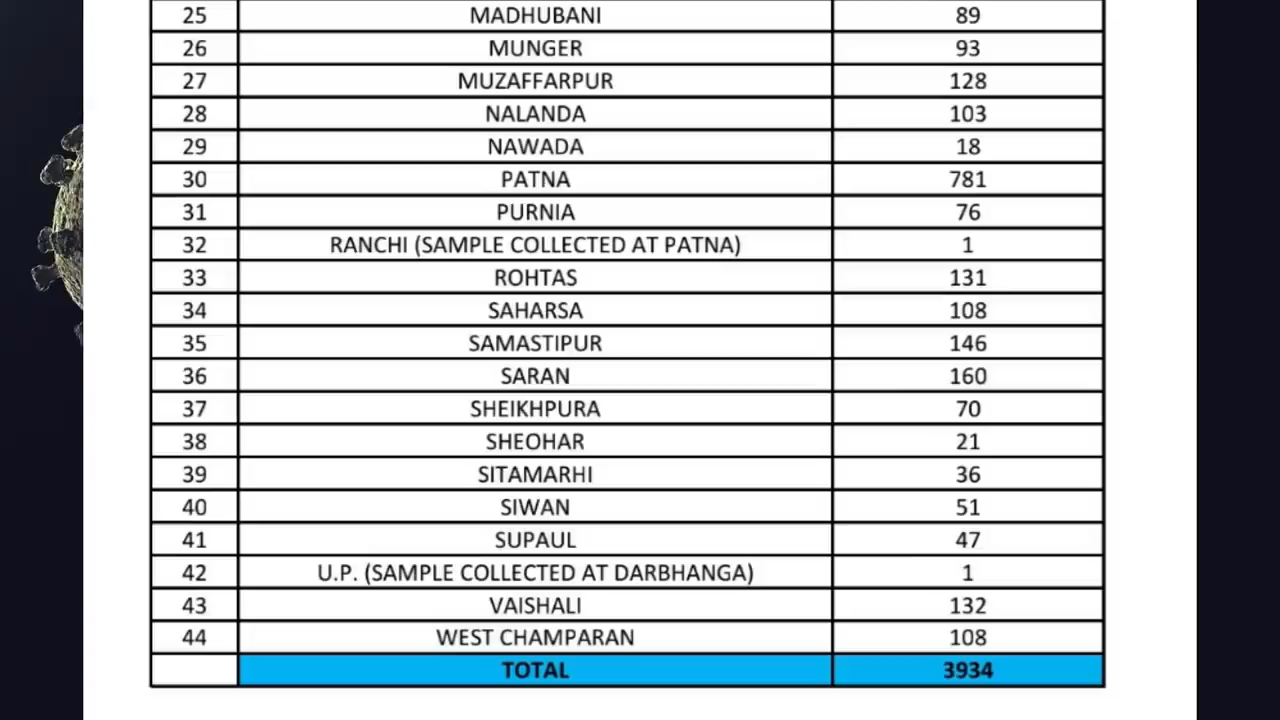 25 MADHUBANI 89
26 MUNGER 93
27 MUZAFFARPUR 128
28 NALANDA 103
29 NAWADA 18
30 PATNA 781
31 PURNIA 76
32 RANCHI (SAMPLE COLLECTED AT PATNA) 1
33 ROHTAS 131
34 SAHARSA 108
35 SAMASTIPUR 146
36 SARAN 160
37 SHEIKHPURA 70
38 SHEOHAR 21
39 SITAMARHI 36
40 SIWAN 51
41 SUPAUL 47
42 U.P. (SAMPLE COLLECTED AT DARBHANGA) 1
43 VAISHALI 132
44 WEST CHAMPARAN 108
TOTAL 3934